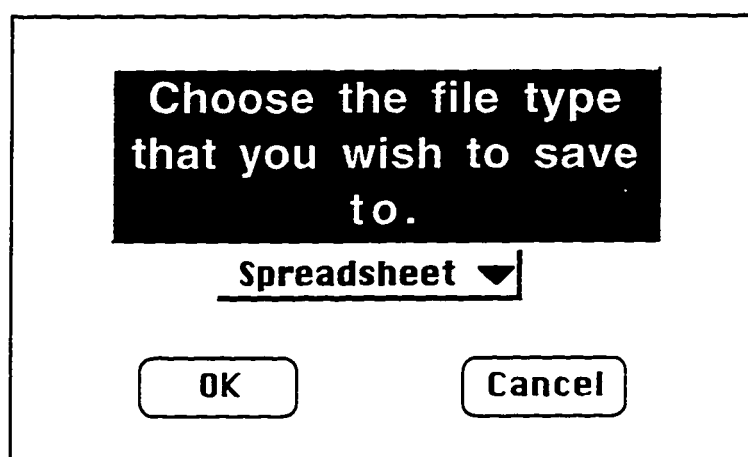 Choose the file type
that you wish to save
to.
Spreadsheet
OK
Cancel